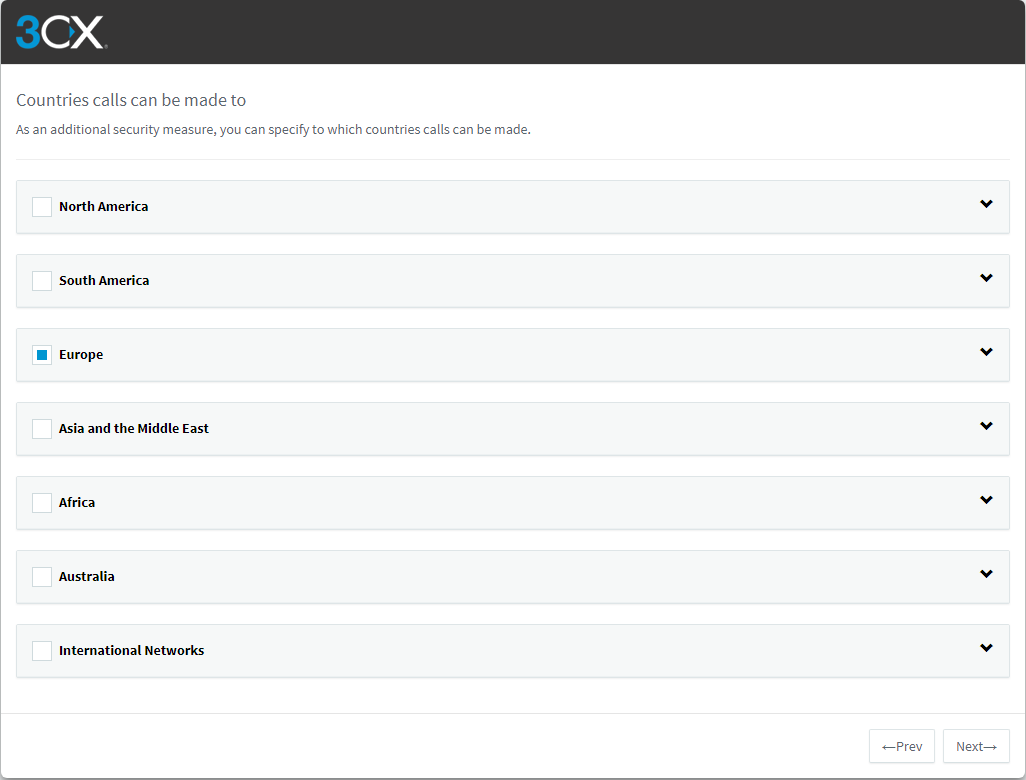 3CX
Countries calls can be made to
As an additional security measure, you can specify to which countries calls can be made.
North America
South America
Europe
Asia and the Middle East
Africa
Australia
International Networks
←Prev Next→